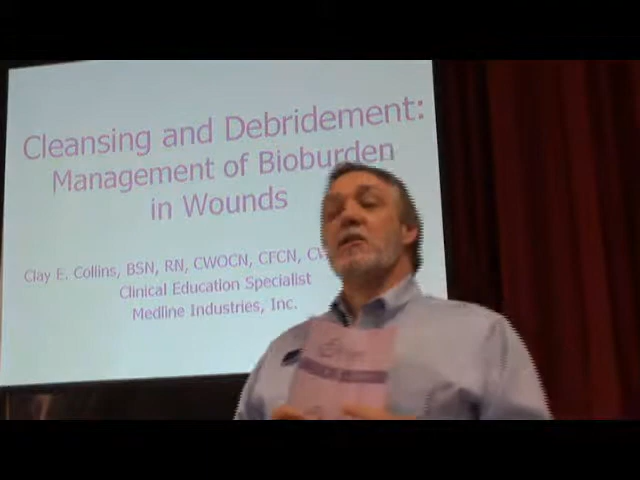 Cleansing and Debridement:
Management of Bioburden
in Wounds
Clay E. Collins, BSN, RN, CWOCN, CFCN,
Clinical Education Specialist
Medline Industries, Inc.